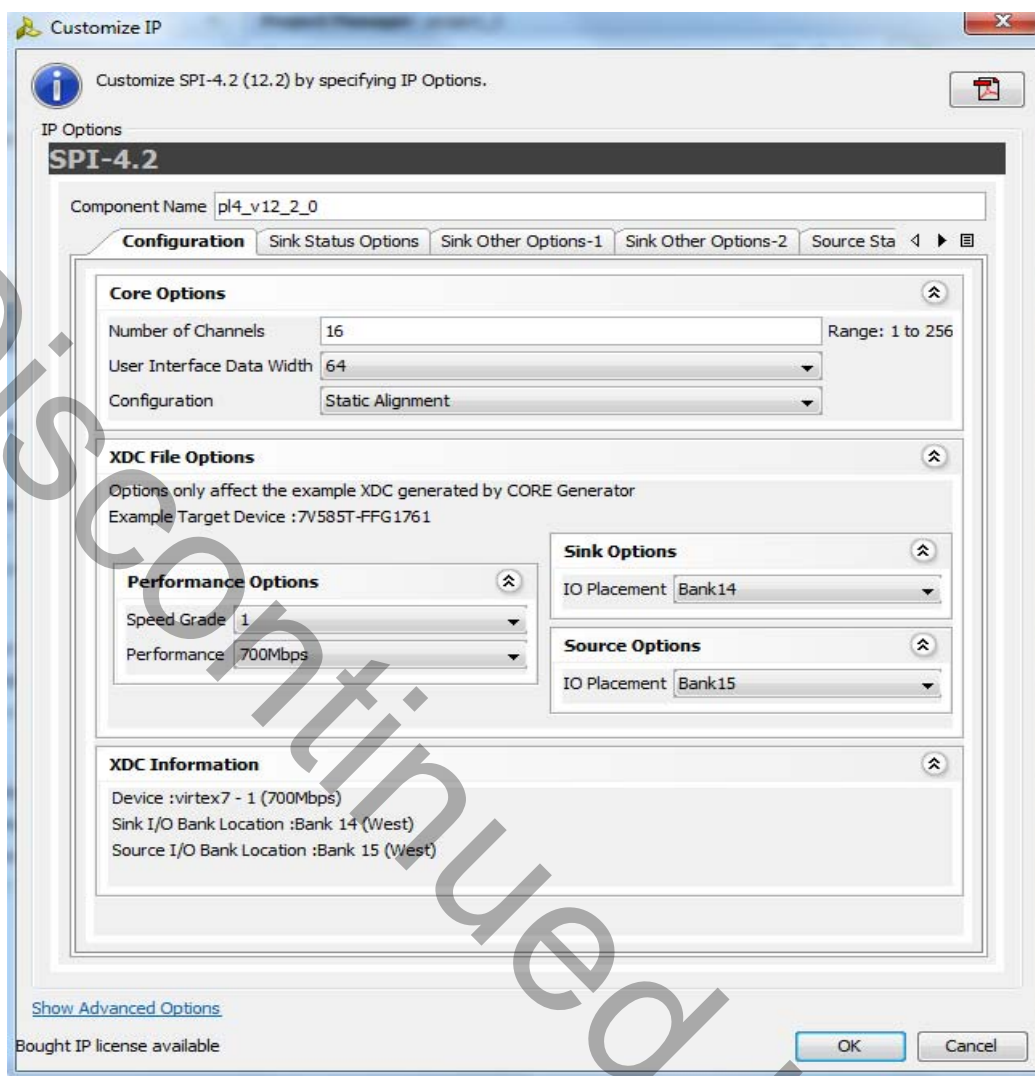 Customize IP
Customize SPI-4.2 (12.2) by specifying IP Options.
IP Options
SPI-4.2
Component Name pl4_v12_2_0
Configuration Sink Status Options Sink Other Options-1 Sink Other Options-2 Source Sta
Core Options
Number of Channels 16 Range: 1 to 256
User Interface Data Width 64
Configuration Static Alignment
XDC File Options
Options only affect the example XDC generated by CORE Generator
Example Target Device :7V585T-FFG1761
Performance Options
Speed Grade 1
Performance 700Mbps
Sink Options
IO Placement Bank14
Source Options
IO Placement Bank15
XDC Information
Device :virtex7 - 1 (700Mbps)
Sink I/O Bank Location :Bank 14 (West)
Source I/O Bank Location :Bank 15 (West)
Show Advanced Options
Bought IP license available
OK Cancel
Discontinued